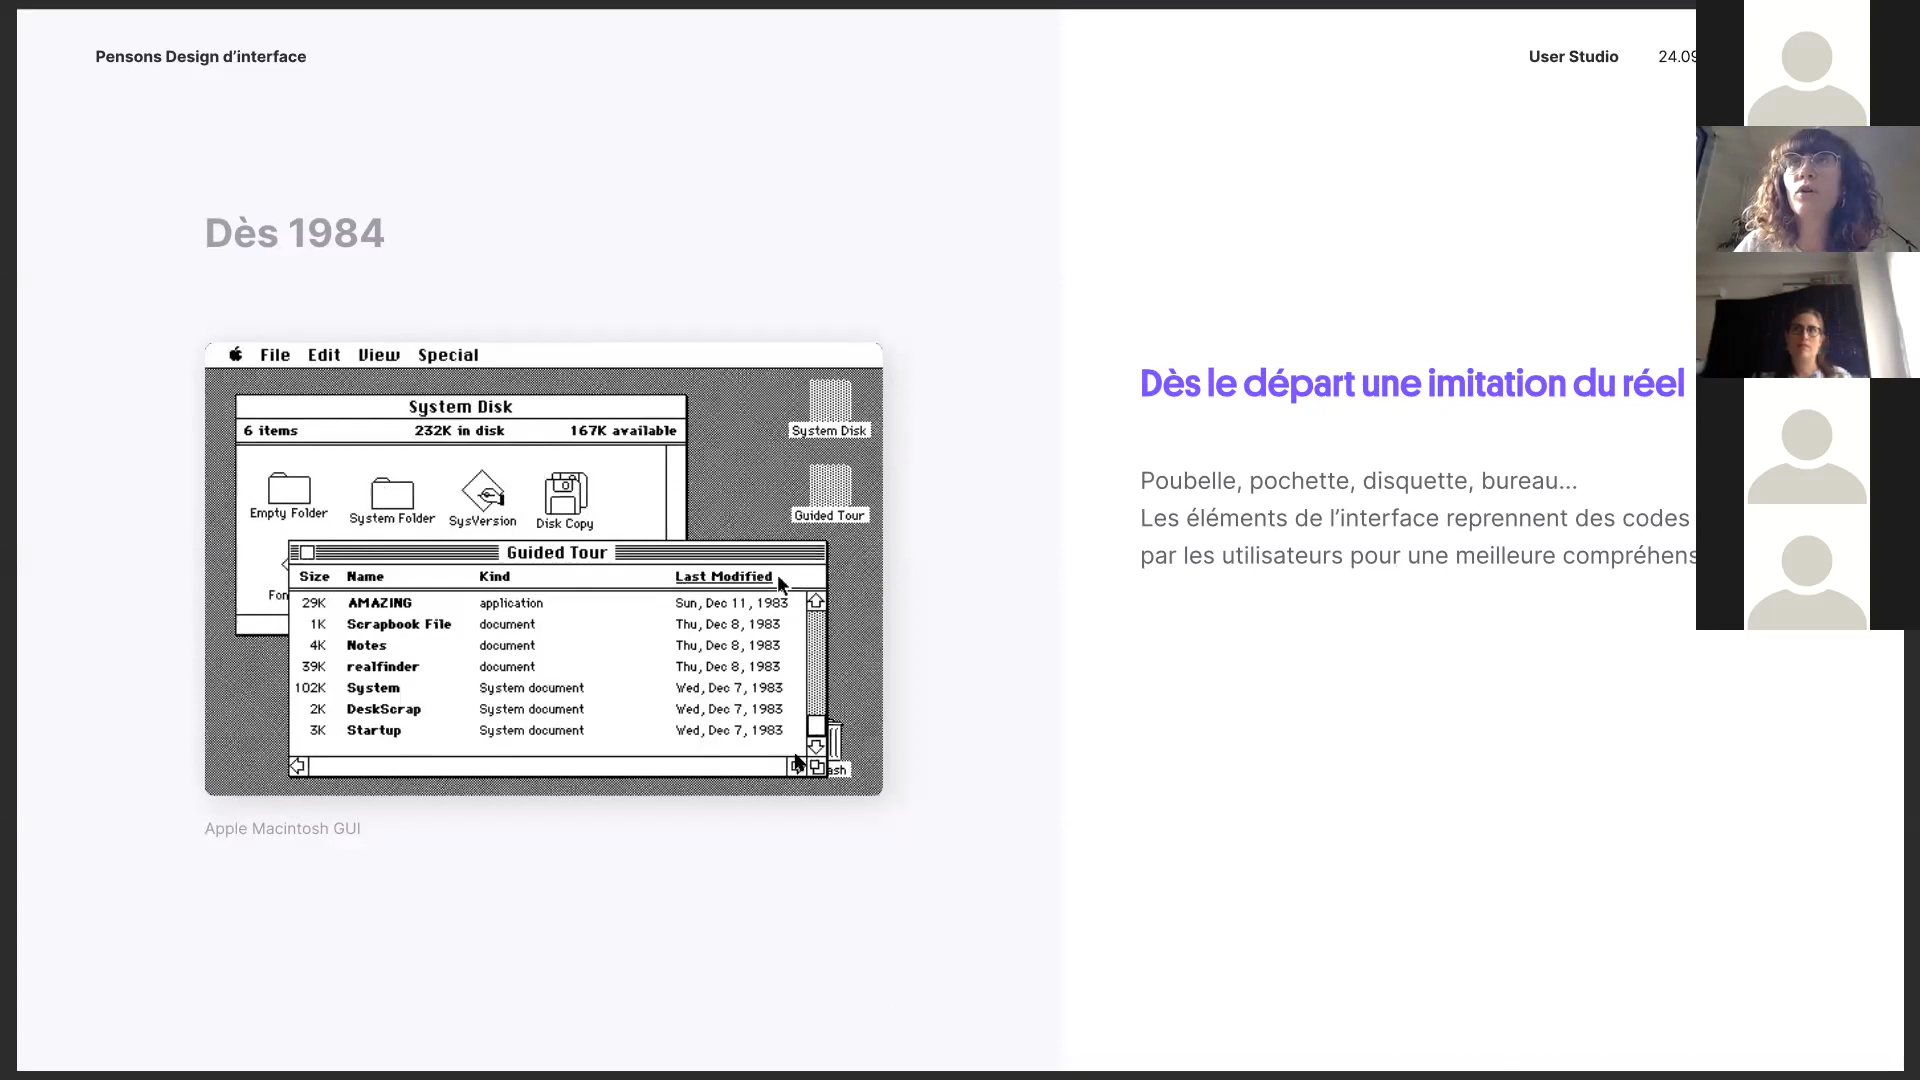 Pensons Design d’interface
User Studio
Dès 1984
File Edit View Special
System Disk
6 items 232K in disk 167K available
Empty Folder
System Folder
SysVersion
Disk Copy
System Disk
Guided Tour
Guided Tour
Size Name Kind Last Modified
29K AMAZING application Sun, Dec 11, 1983
1K Scrapbook File document Thu, Dec 8, 1983
4K Notes document Thu, Dec 8, 1983
39K realfinder document Thu, Dec 8, 1983
102K System System document Wed, Dec 7, 1983
2K DeskScrap System document Wed, Dec 7, 1983
3K Startup System document Wed, Dec 7, 1983
Apple Macintosh GUI
Dès le départ une imitation du réel
Poubelle, pochette, disquette, bureau...
Les éléments de l’interface reprennent des codes
par les utilisateurs pour une meilleure